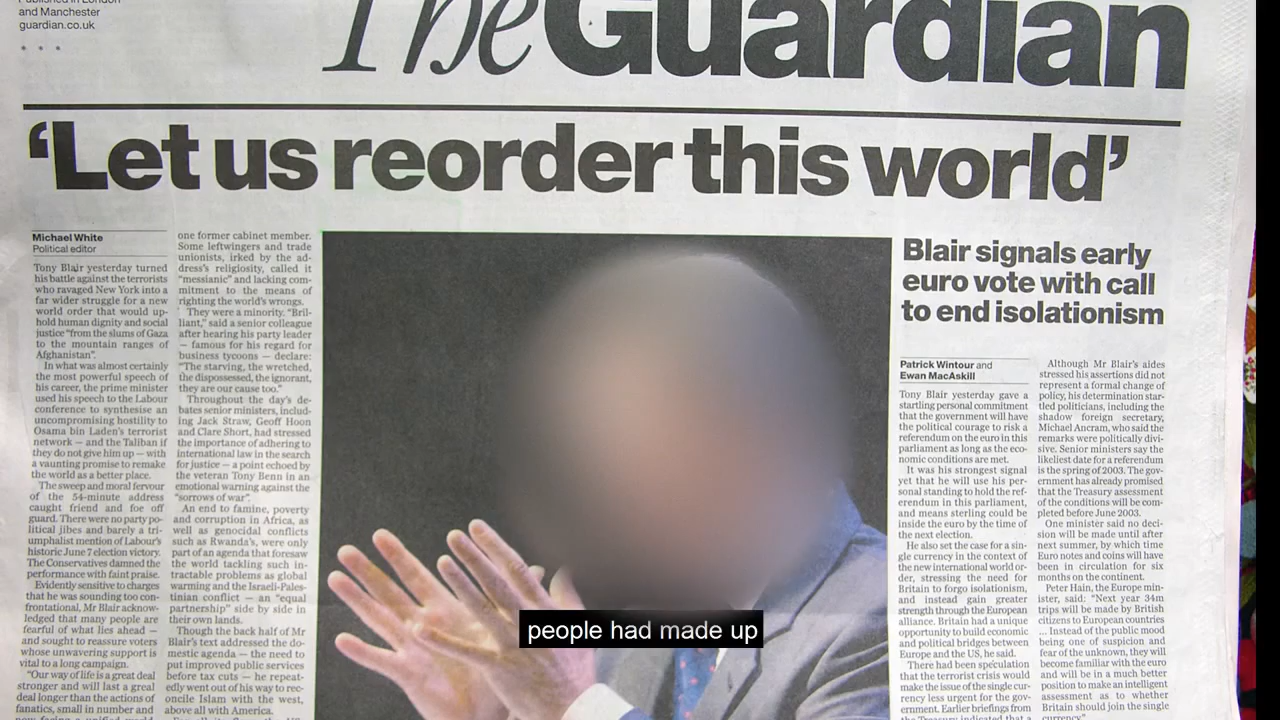 and Manchester
guardian.co.uk
The Guardian
‘Let us reorder this world’
Michael White
Political editor
Tony Blair yesterday turned
his battle against the terrorists
who ravaged New York into a
far wider struggle for a new
world order that would up-
hold human dignity and social
justice “from the slums of Gaza
to the mountain ranges of
Afghanistan”.
In what was almost certainly
the most powerful speech of
his career, the prime minister
used his speech to the Labour
conference to synthesise an
uncompromising hostility to
Osama bin Laden’s terrorist
network — and the Taliban if
they do not give him up — with
a vaunting promise to remake
the world as a better place.
The sweep and moral fervour
of the 54-minute address
caught friend and foe off
guard. There were no party po-
litical jibes and barely a tri-
umphalist mention of Labour’s
historic June 7 election victory.
The Conservatives damned the
performance with faint praise.
Evidently sensitive to charges
that he was sounding too con-
frontational, Mr Blair acknow-
ledged that many people are
fearful of what lies ahead —
and sought to reassure voters
whose unwavering support is
vital to a long campaign.
“Our way of life is a great deal
stronger and will last a great
deal longer than the actions of
fanatics, small in number and
one former cabinet member.
Some leftwingers and trade
unionists, irked by the ad-
dress’s religiosity, called it
“messianic” and lacking com-
mitment to the means of
righting the world’s wrongs.
They were a minority. “Bril-
liant,” said a senior colleague
after hearing his party leader
— famous for his regard for
business tycoons — declare:
“The starving, the wretched,
the dispossessed, the ignorant,
they are our cause too.”
Throughout the day’s de-
bates senior ministers, includ-
ing Jack Straw, Geoff Hoon
and Clare Short, had stressed
the importance of adhering to
international law in the search
for justice — a point echoed by
the veteran Tony Benn in an
emotional warning against the
“sorrows of war”.
An end to famine, poverty
and corruption in Africa, as
well as genocidal conflicts
such as Rwanda’s, were only
part of an agenda that foresaw
the world tackling such in-
tractable problems as global
warming and the Israeli-Pales-
tinian conflict — an “equal
partnership” side by side in
their own lands.
Though the back half of Mr
Blair’s text addressed the do-
mestic agenda — the need to
put improved public services
before tax cuts — he repeat-
edly went out of his way to rec-
oncile Islam with the west,
above all with America.
Blair signals early
euro vote with call
to end isolationism
Patrick Wintour and
Ewan MacAskill
Tony Blair yesterday gave a
startling personal commitment
that the government will have
the political courage to risk a
referendum on the euro in this
parliament as long as the eco-
nomic conditions are met.
It was his strongest signal
yet that he will use his per-
sonal standing to hold the ref-
erendum in this parliament,
and means sterling could be
inside the euro by the time of
the next election.
He also set the case for a sin-
gle currency in the context of
the new international world or-
der, stressing the need for
Britain to forgo isolationism,
and instead gain greater
strength through the European
alliance. Britain had a unique
opportunity to build economic
and political bridges between
Europe and the US, he said.
There had been speculation
that the terrorist crisis would
make the issue of the single cur-
rency less urgent for the gov-
ernment. Earlier briefings from
the Treasury indicated that a
Although Mr Blair’s aides
stressed his assertions did not
represent a formal change of
policy, his determination star-
tled politicians, including the
shadow foreign secretary,
Michael Ancram, who said the
remarks were politically divi-
sive. Senior ministers say the
likeliest date for a referendum
is the spring of 2003. The gov-
ernment has already promised
that the Treasury assessment
of the conditions will be com-
pleted before June 2003.
One minister said no deci-
sion will be made until after
next summer, by which time
Euro notes and coins will have
been in circulation for six
months on the continent.
Peter Hain, the Europe min-
ister, said: “Next year 34m
trips will be made by British
citizens to European countries
... Instead of the public mood
being one of suspicion and
fear of the unknown, they will
become familiar with the euro
and will be in a much better
position to make an intelligent
assessment as to whether
Britain should join the single
currency.”
people had made up